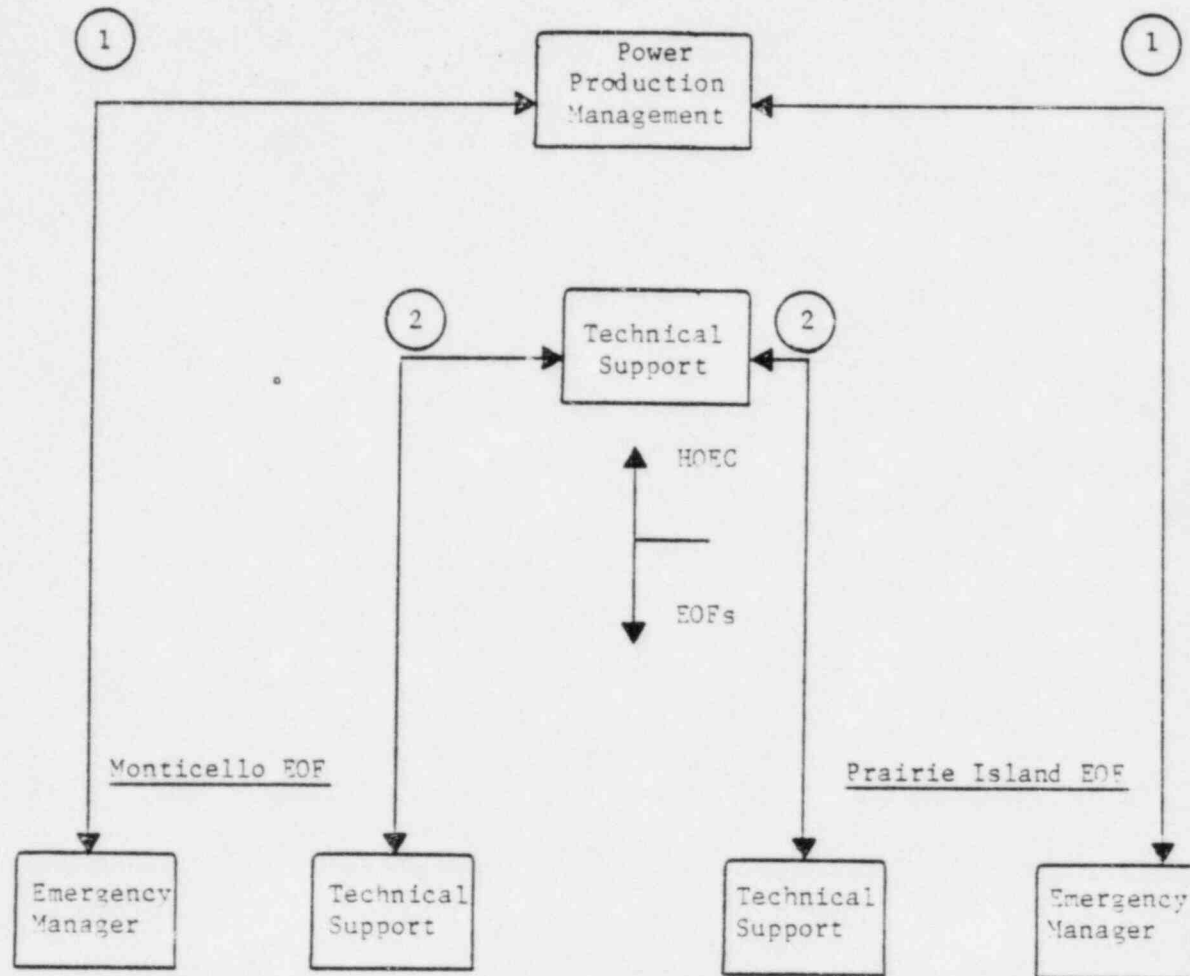 1
1
Power
Production
Management
2
2
Technical
Support
HOEC
EOFs
Monticello EOF
Prairie Island EOF
Emergency
Manager
Technical
Support
Technical
Support
Emergency
Manager